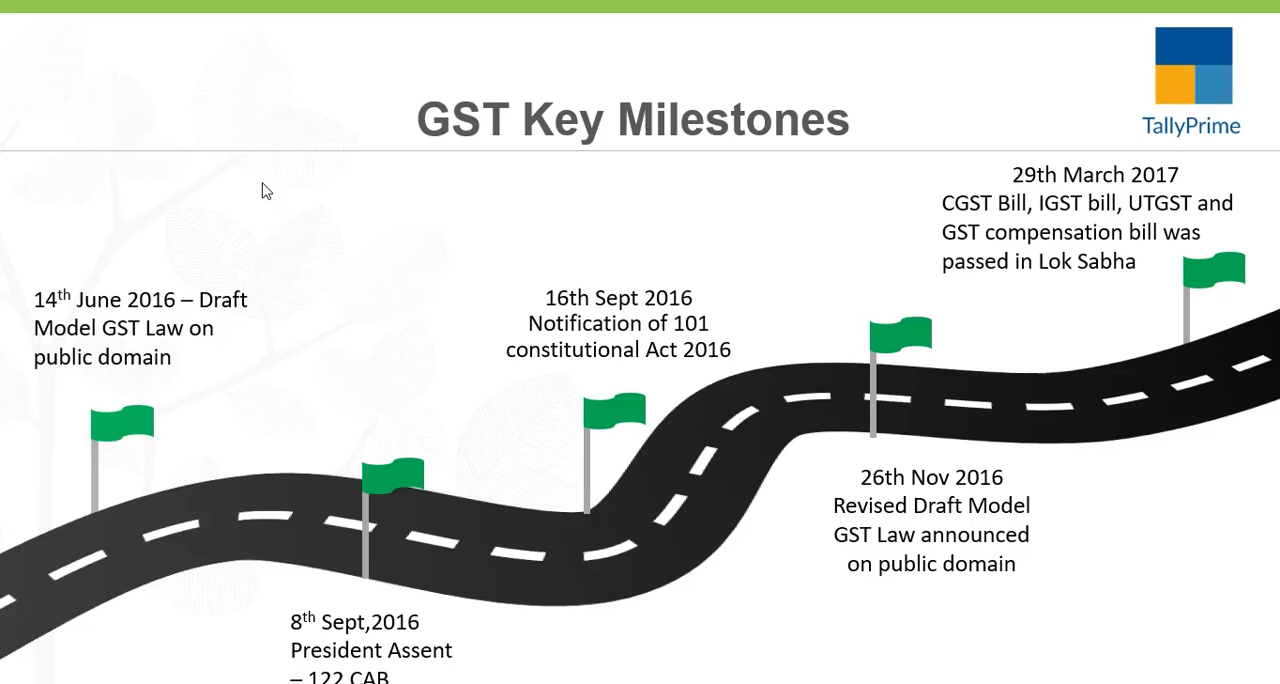 TallyPrime
GST Key Milestones
14th June 2016 – Draft
Model GST Law on
public domain
8th Sept,2016
President Assent
– 122 CAB
16th Sept 2016
Notification of 101
constitutional Act 2016
26th Nov 2016
Revised Draft Model
GST Law announced
on public domain
29th March 2017
CGST Bill, IGST bill, UTGST and
GST compensation bill was
passed in Lok Sabha